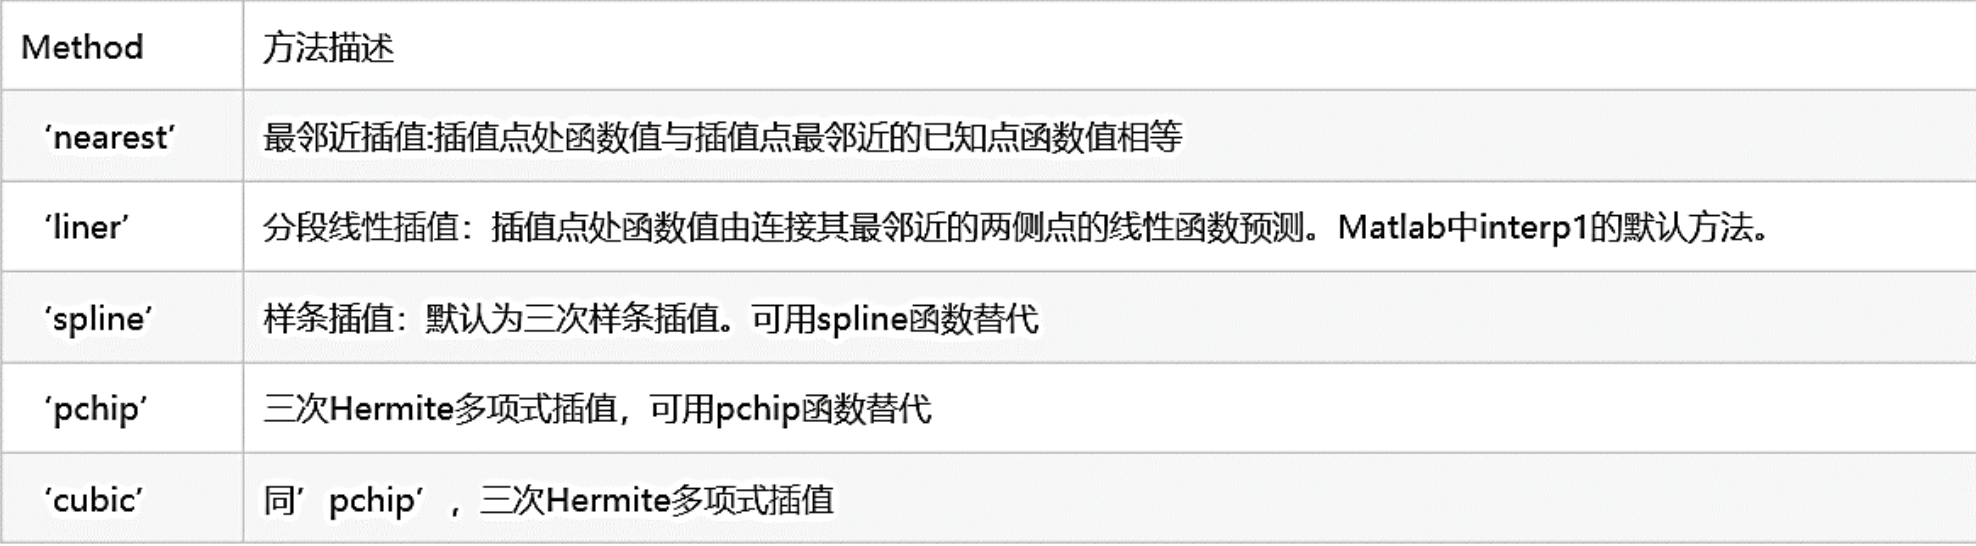 Method 方法描述
‘nearest’ 最邻近插值:插值点处函数值与插值点最邻近的已知点函数值相等
‘liner’ 分段线性插值：插值点处函数值由连接其最邻近的两侧点的线性函数预测。Matlab中interp1的默认方法。
‘spline’ 样条插值：默认为三次样条插值。可用spline函数替代
‘pchip’ 三次Hermite多项式插值，可用pchip函数替代
‘cubic’ 同’pchip’，三次Hermite多项式插值